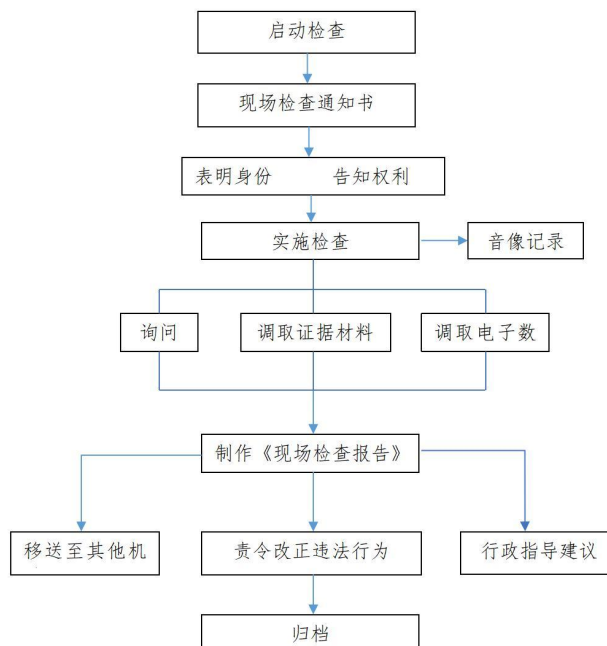 启动检查
现场检查通知书
表明身份 告知权利
实施检查
音像记录
询问
调取证据材料
调取电子数
制作《现场检查报告》
移送至其他机
责令改正违法行为
行政指导建议
归档